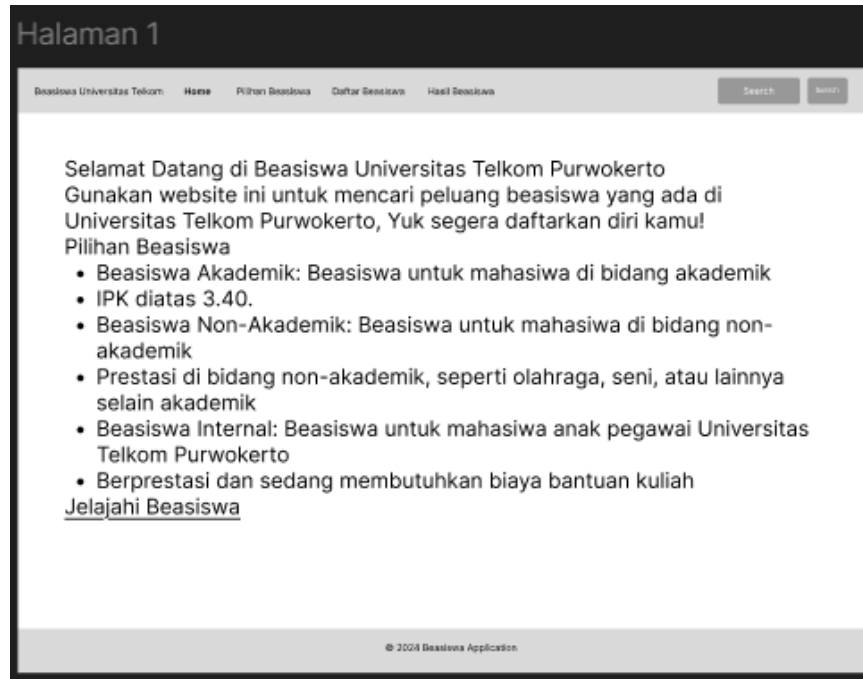 Halaman 1
Beasiswa Universitas Telkom Home Pilihan Beasiswa Daftar Beasiswa Hasil Beasiswa Search Search
Selamat Datang di Beasiswa Universitas Telkom Purwokerto
Gunakan website ini untuk mencari peluang beasiswa yang ada di
Universitas Telkom Purwokerto, Yuk segera daftarkan diri kamu!
Pilihan Beasiswa
• Beasiswa Akademik: Beasiswa untuk mahasiwa di bidang akademik
• IPK diatas 3.40.
• Beasiswa Non-Akademik: Beasiswa untuk mahasiwa di bidang non-
akademik
• Prestasi di bidang non-akademik, seperti olahraga, seni, atau lainnya
selain akademik
• Beasiswa Internal: Beasiswa untuk mahasiwa anak pegawai Universitas
Telkom Purwokerto
• Berprestasi dan sedang membutuhkan biaya bantuan kuliah
Jelajahi Beasiswa
© 2024 Beasiswa Application